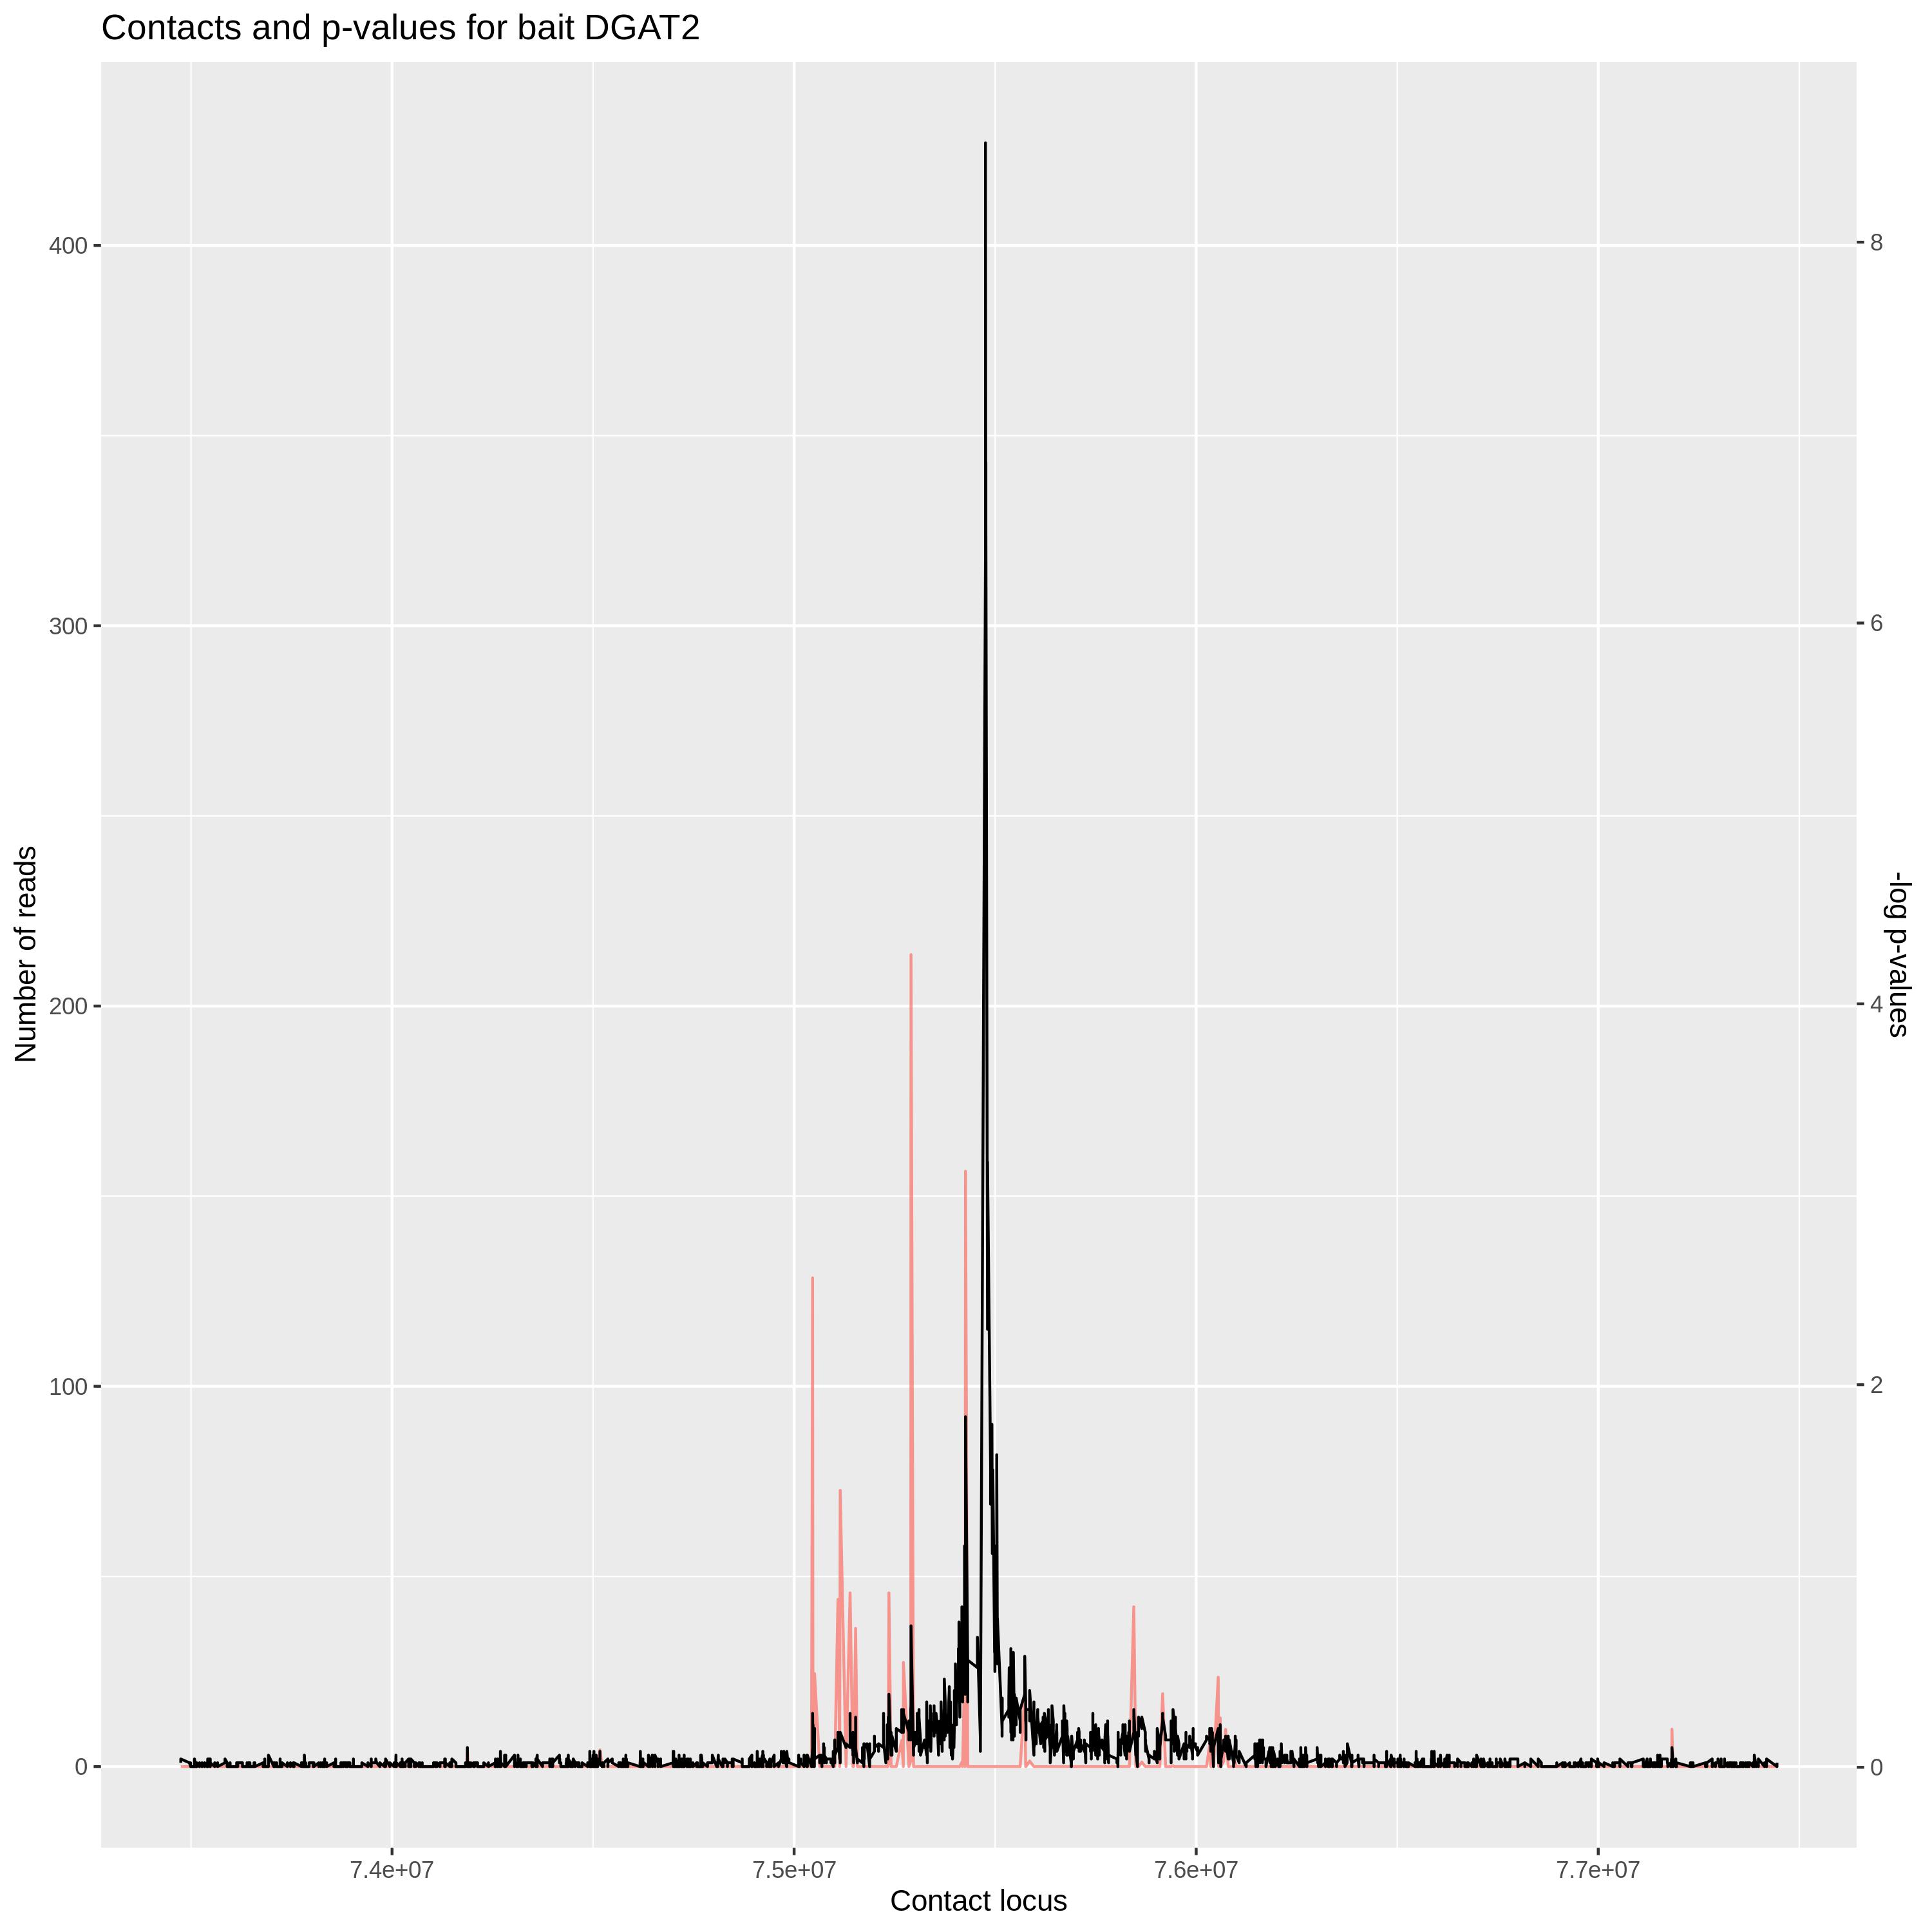 Contacts and p-values for bait DGAT2
Number of reads
400
300
200
100
0
8
6
4
2
0
-log p-values
7.4e+07
7.5e+07
7.6e+07
7.7e+07
Contact locus